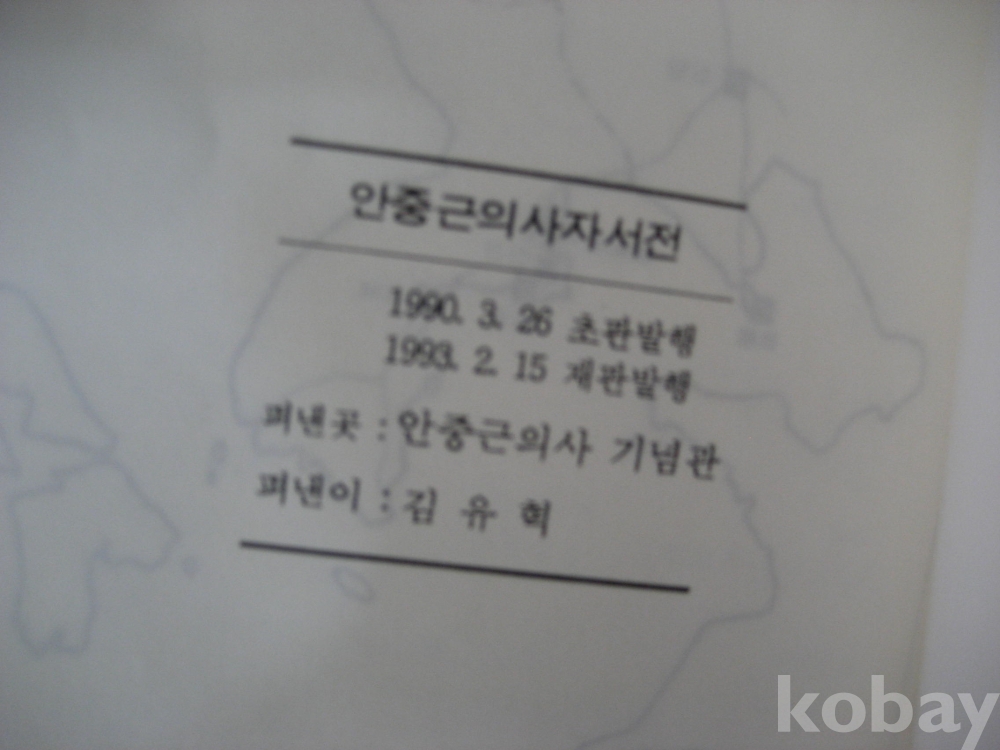 안중근의사자서전
1990. 3. 26 초판발행
1993. 2. 15 재판발행
펴낸곳 : 안중근의사 기념관
펴낸이 : 김 유 혁
kobay